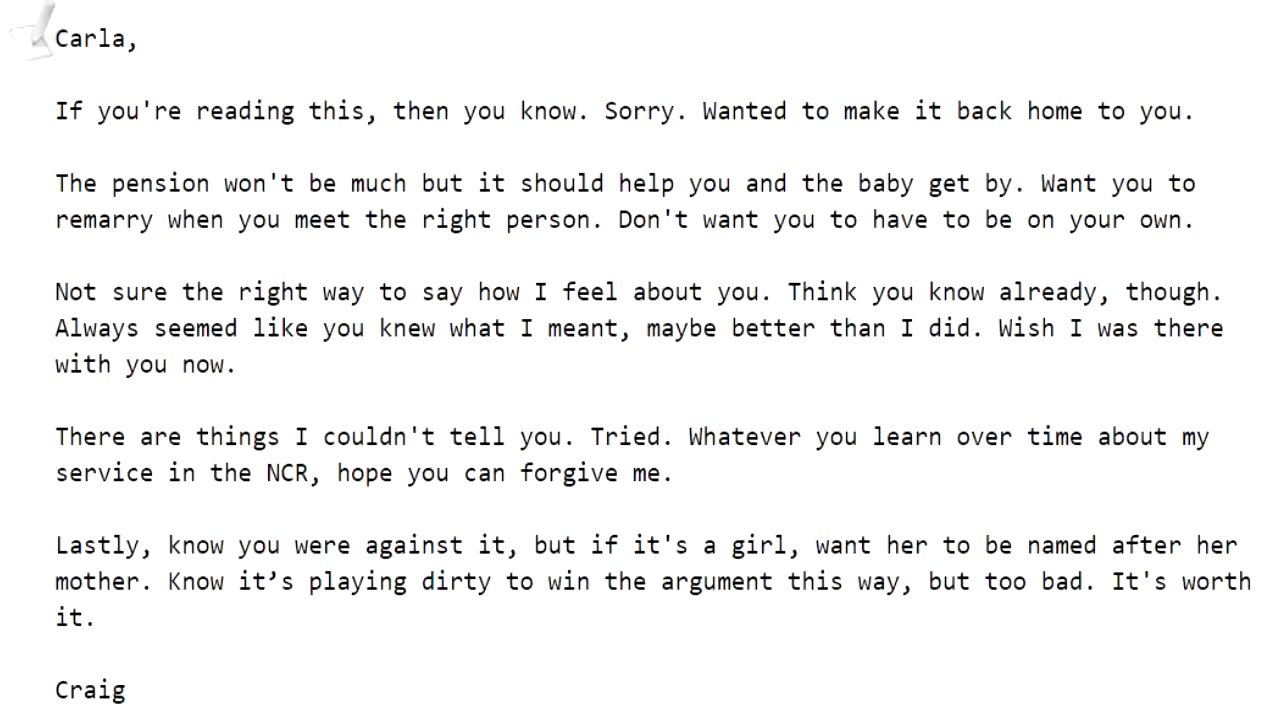 Carla,
If you're reading this, then you know. Sorry. Wanted to make it back home to you.
The pension won't be much but it should help you and the baby get by. Want you to
remarry when you meet the right person. Don't want you to have to be on your own.
Not sure the right way to say how I feel about you. Think you know already, though.
Always seemed like you knew what I meant, maybe better than I did. Wish I was there
with you now.
There are things I couldn't tell you. Tried. Whatever you learn over time about my
service in the NCR, hope you can forgive me.
Lastly, know you were against it, but if it's a girl, want her to be named after her
mother. Know it’s playing dirty to win the argument this way, but too bad. It's worth
it.
Craig